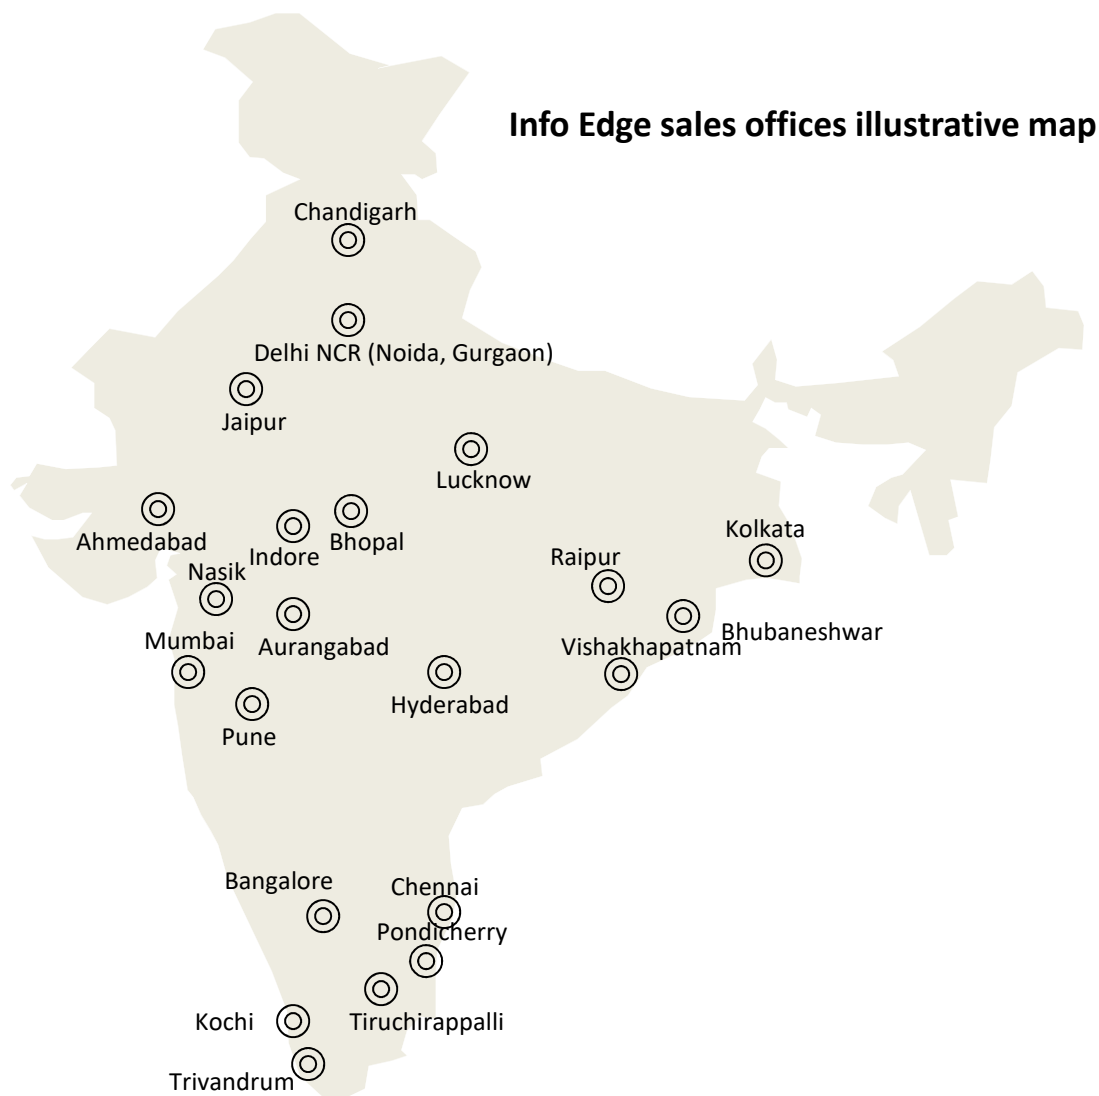 Info Edge sales offices illustrative map
Chandigarh
Delhi NCR (Noida, Gurgaon)
Jaipur
Lucknow
Ahmedabad
Indore
Bhopal
Kolkata
Raipur
Nasik
Bhubaneshwar
Mumbai
Aurangabad
Vishakhapatnam
Hyderabad
Pune
Bangalore
Chennai
Pondicherry
Kochi
Tiruchirappalli
Trivandrum